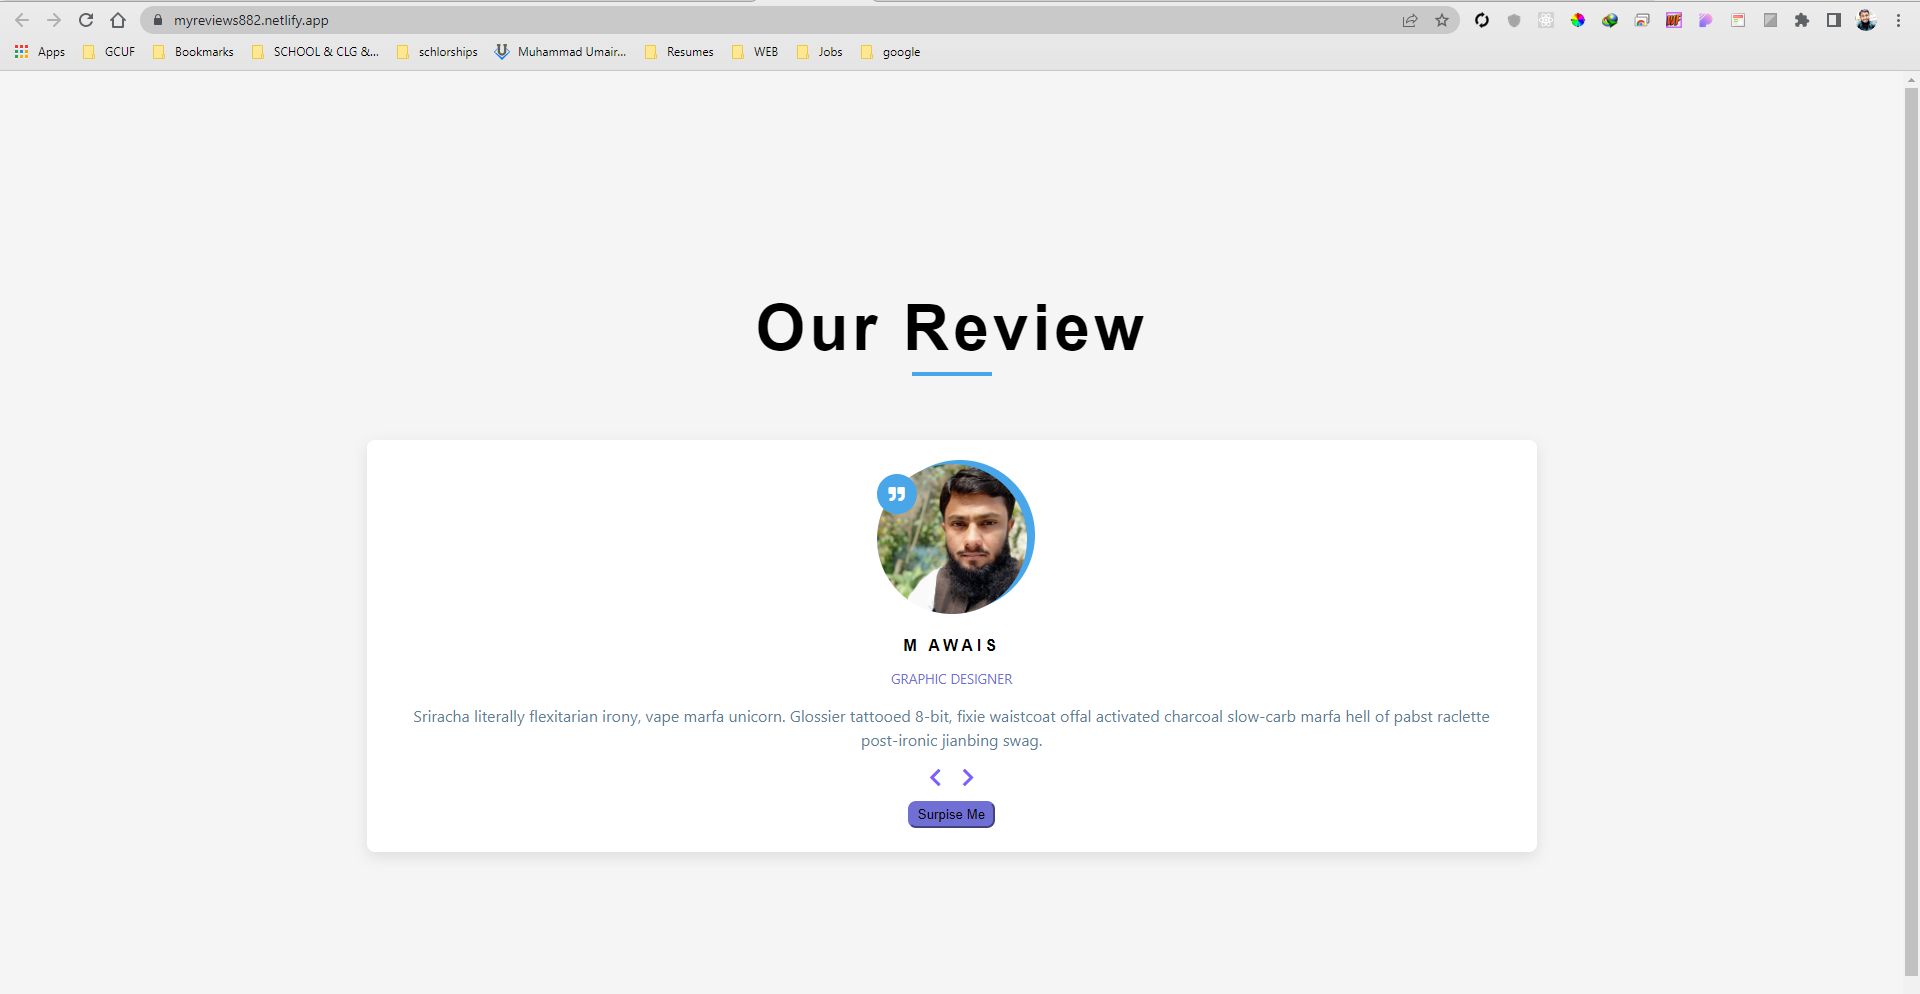 myreviews882.netlify.app
Apps GCUF Bookmarks SCHOOL & CLG &... schlorships Muhammad Umair... Resumes WEB Jobs google
Our Review
M AWAIS
GRAPHIC DESIGNER
Sriracha literally flexitarian irony, vape marfa unicorn. Glossier tattooed 8-bit, fixie waistcoat offal activated charcoal slow-carb marfa hell of pabst raclette
post-ironic jianbing swag.
Surpise Me